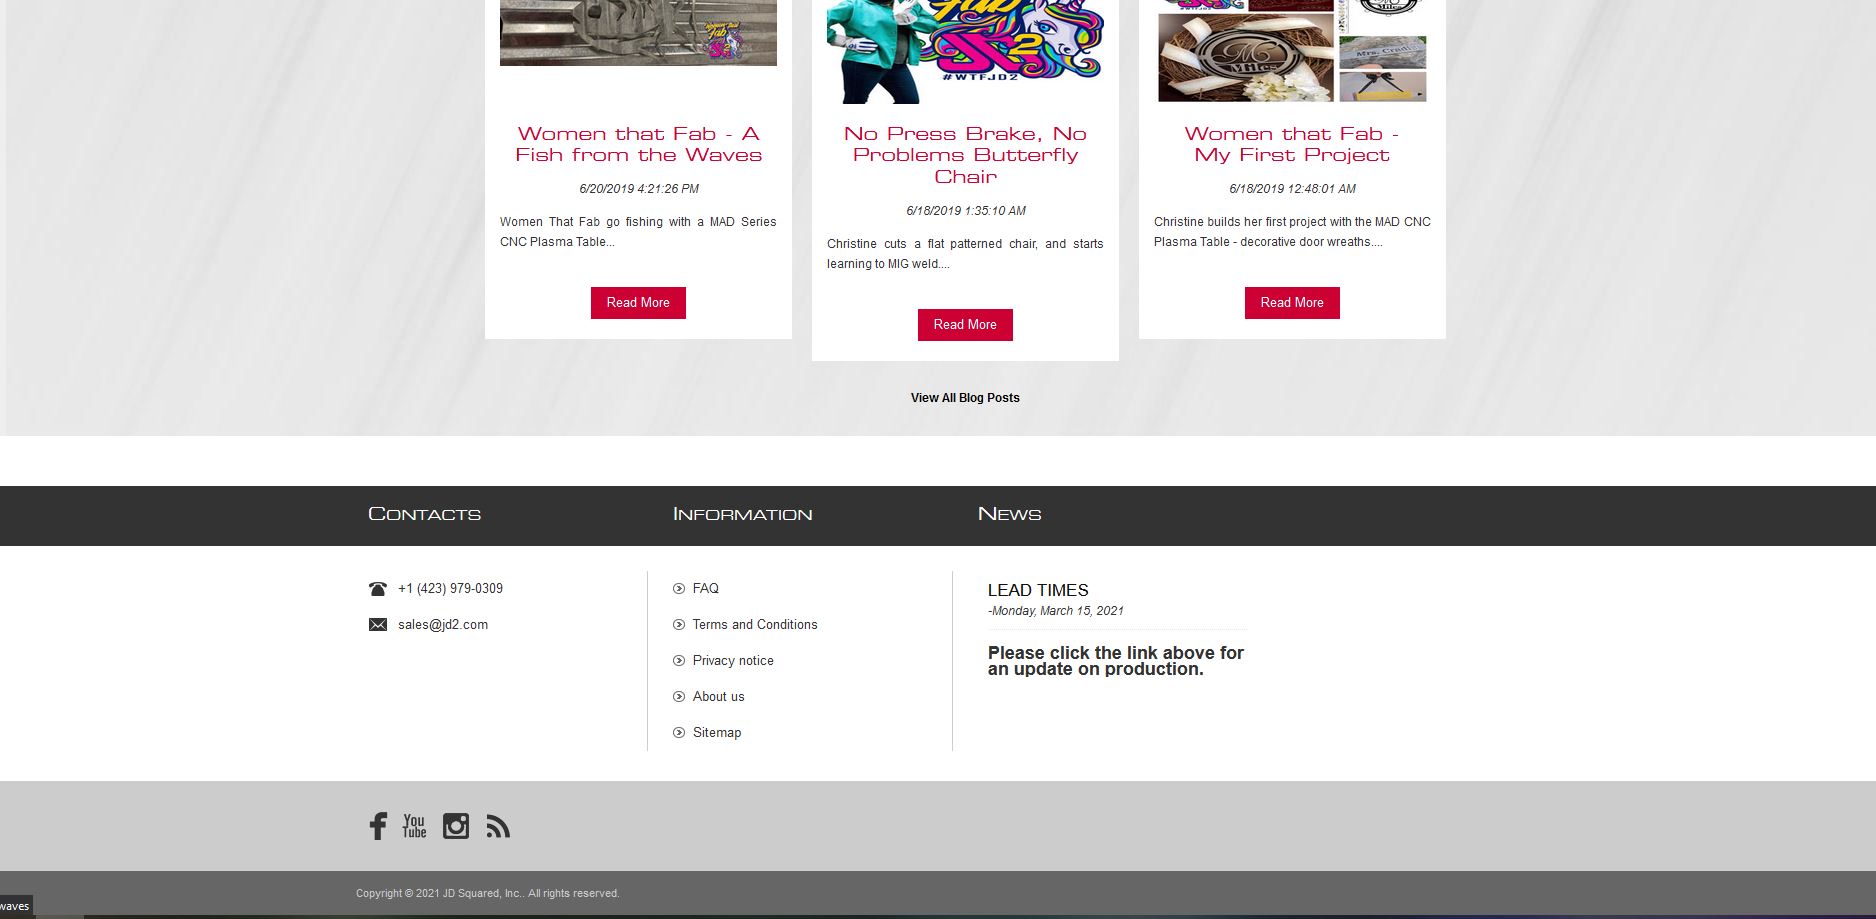 Fab
Fab
J2
#WTFJD2
MC
Miles
Mrs. Cradi
Women that Fab - A
Fish from the Waves
6/20/2019 4:21:26 PM
Women That Fab go fishing with a MAD Series
CNC Plasma Table...
Read More
No Press Brake, No
Problems Butterfly
Chair
6/18/2019 1:35:10 AM
Christine cuts a flat patterned chair, and starts
learning to MIG weld....
Read More
Women that Fab -
My First Project
6/18/2019 12:48:01 AM
Christine builds her first project with the MAD CNC
Plasma Table - decorative door wreaths....
Read More
View All Blog Posts
Contacts
+1 (423) 979-0309
sales@jd2.com
Information
FAQ
Terms and Conditions
Privacy notice
About us
Sitemap
News
LEAD TIMES
-Monday, March 15, 2021
Please click the link above for
an update on production.
You
Tube
Copyright © 2021 JD Squared, Inc.. All rights reserved.
waves